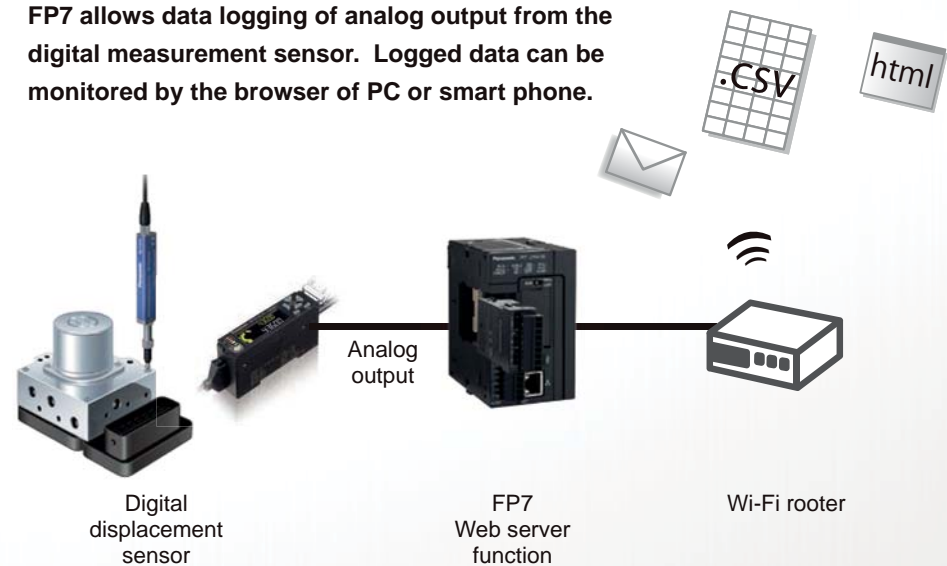 FP7 allows data logging of analog output from the
digital measurement sensor. Logged data can be
monitored by the browser of PC or smart phone.
.CSV
html
Panasonic
Analog
output
Digital
displacement
sensor
FP7
Web server
function
Wi-Fi rooter